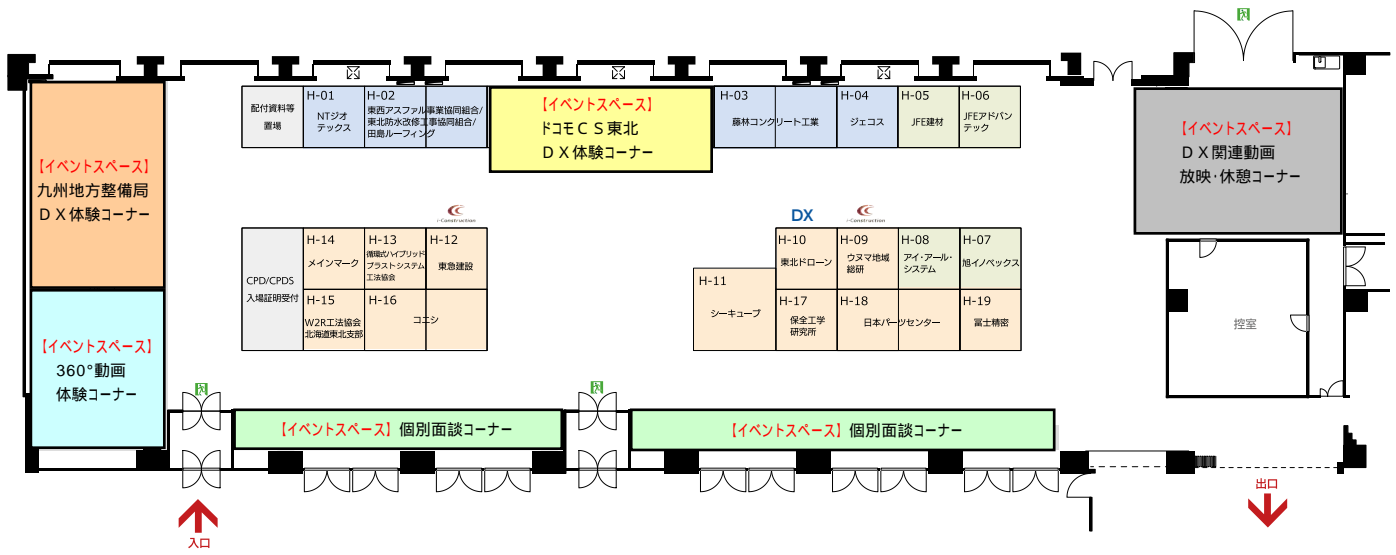 配付資料等
置場
H-01
NTジオ
テックス
H-02
東西アスファルト事業協同組合/
東北防水改修工事協同組合/
田島ルーフィング
【イベントスペース】
ドコモＣＳ東北
ＤＸ体験コーナー
H-03
藤林コンクリート工業
H-04
ジェコス
H-05
JFE建材
H-06
JFEアドバン
テック
【イベントスペース】
ＤＸ関連動画
放映・休憩コーナー
【イベントスペース】
九州地方整備局
ＤＸ体験コーナー
【イベントスペース】
360°動画
体験コーナー
CPD/CPDS
入場証明受付
H-14
メインマーク
H-13
循環式ハイブリッド
ブラストシステム
工法協会
i-Construction
H-12
東急建設
H-15
W2R工法協会
北海道東北支部
H-16
コニシ
H-11
シーキューブ
DX
H-10
東北ドローン
i-Construction
H-09
ウヌマ地域
総研
H-08
アイ・アール・
システム
H-07
旭イノベックス
H-17
保全工学
研究所
H-18
日本パーツセンター
H-19
冨士精密
控室
【イベントスペース】個別面談コーナー
【イベントスペース】個別面談コーナー
入口
出口